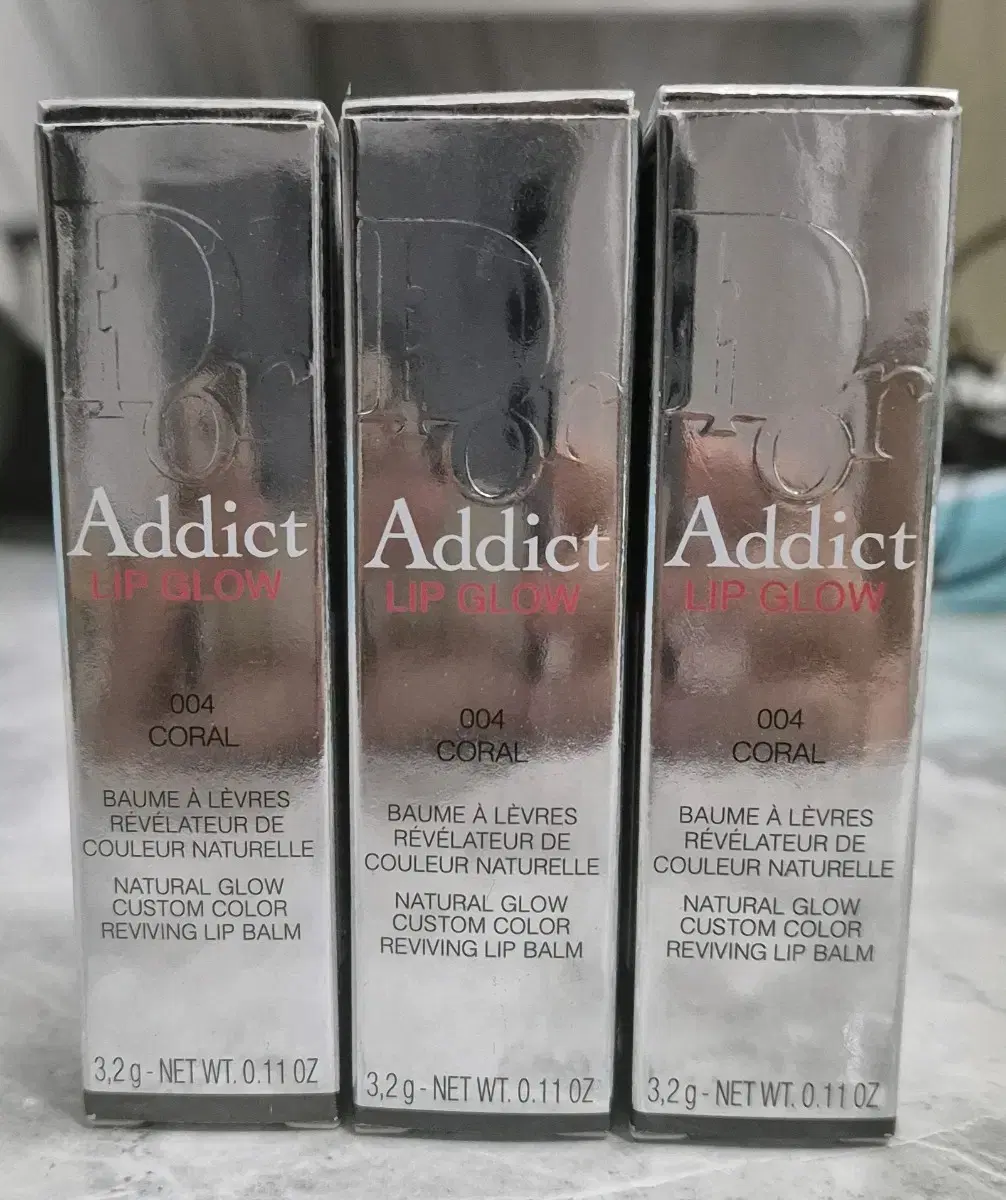 Dior
Addict
LIP GLOW
004
CORAL
BAUME À LÈVRES
RÉVÉLATEUR DE
COULEUR NATURELLE
NATURAL GLOW
CUSTOM COLOR
REVIVING LIP BALM
3,2 g - NET WT. 0.11 OZ
Dior
Addict
LIP GLOW
004
CORAL
BAUME À LÈVRES
RÉVÉLATEUR DE
COULEUR NATURELLE
NATURAL GLOW
CUSTOM COLOR
REVIVING LIP BALM
3,2 g - NET WT. 0.11 OZ
Dior
Addict
LIP GLOW
004
CORAL
BAUME À LÈVRES
RÉVÉLATEUR DE
COULEUR NATURELLE
NATURAL GLOW
CUSTOM COLOR
REVIVING LIP BALM
3,2 g - NET WT. 0.11 OZ